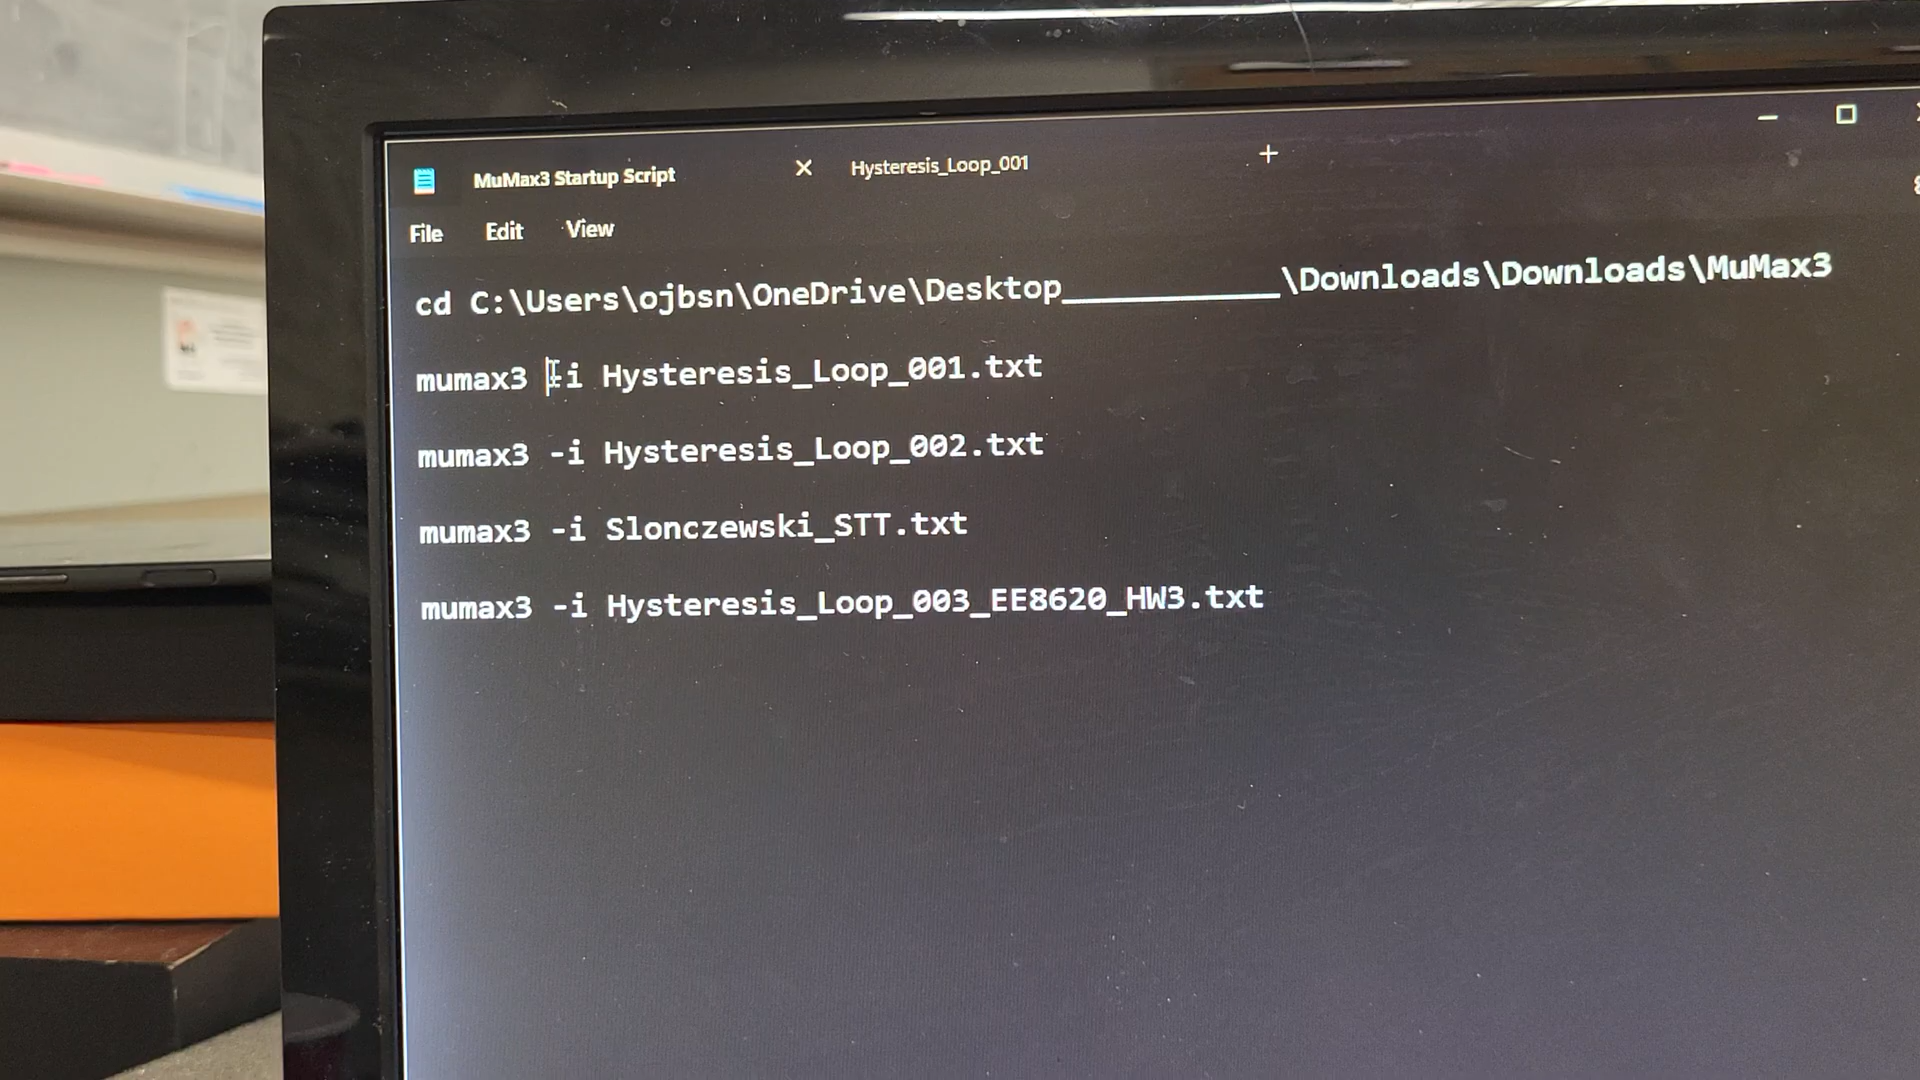 MuMax3 Startup Script
Hysteresis_Loop_001
File Edit View
cd C:\Users\ojbsn\OneDrive\Desktop____________\Downloads\Downloads\MuMax3
mumax3 -i Hysteresis_Loop_001.txt
mumax3 -i Hysteresis_Loop_002.txt
mumax3 -i Slonczewski_STT.txt
mumax3 -i Hysteresis_Loop_003_EE8620_HW3.txt